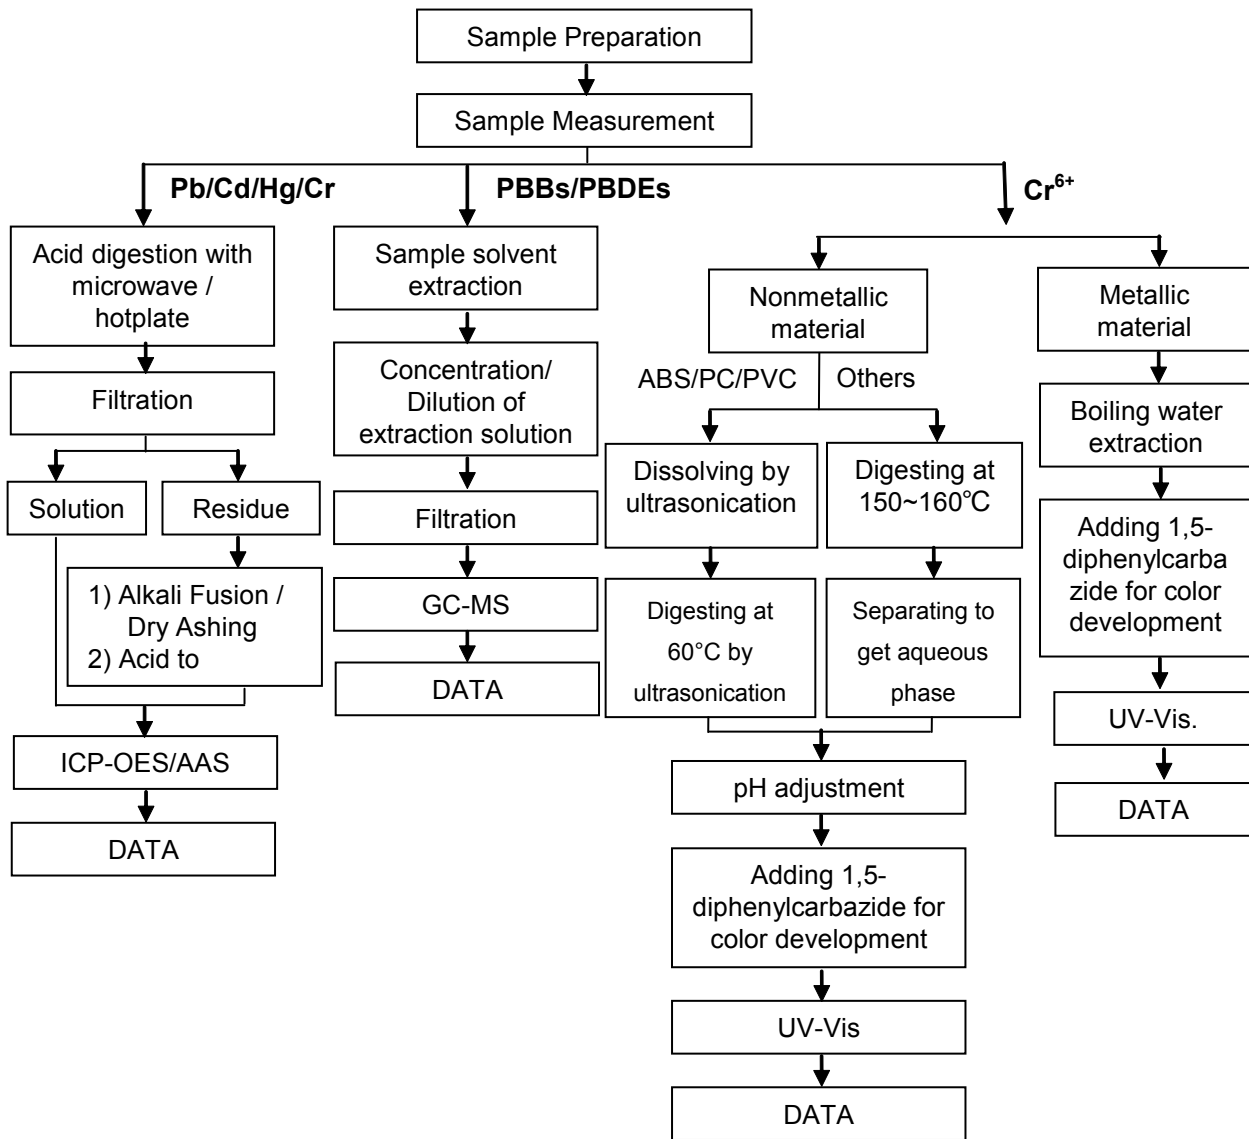 Sample Preparation
Sample Measurement
Pb/Cd/Hg/Cr
PBBs/PBDEs
Cr6+
Acid digestion with
microwave /
hotplate
Filtration
Solution
Residue
1) Alkali Fusion /
Dry Ashing
2) Acid to
ICP-OES/AAS
DATA
Sample solvent
extraction
Concentration/
Dilution of
extraction solution
Filtration
GC-MS
DATA
Nonmetallic
material
ABS/PC/PVC
Others
Dissolving by
ultrasonication
Digesting at
150~160℃
Digesting at
60°C by
ultrasonication
Separating to
get aqueous
phase
pH adjustment
Adding 1,5-
diphenylcarbazide for
color development
UV-Vis
DATA
Metallic
material
Boiling water
extraction
Adding 1,5-
diphenylcarba
zide for color
development
UV-Vis.
DATA